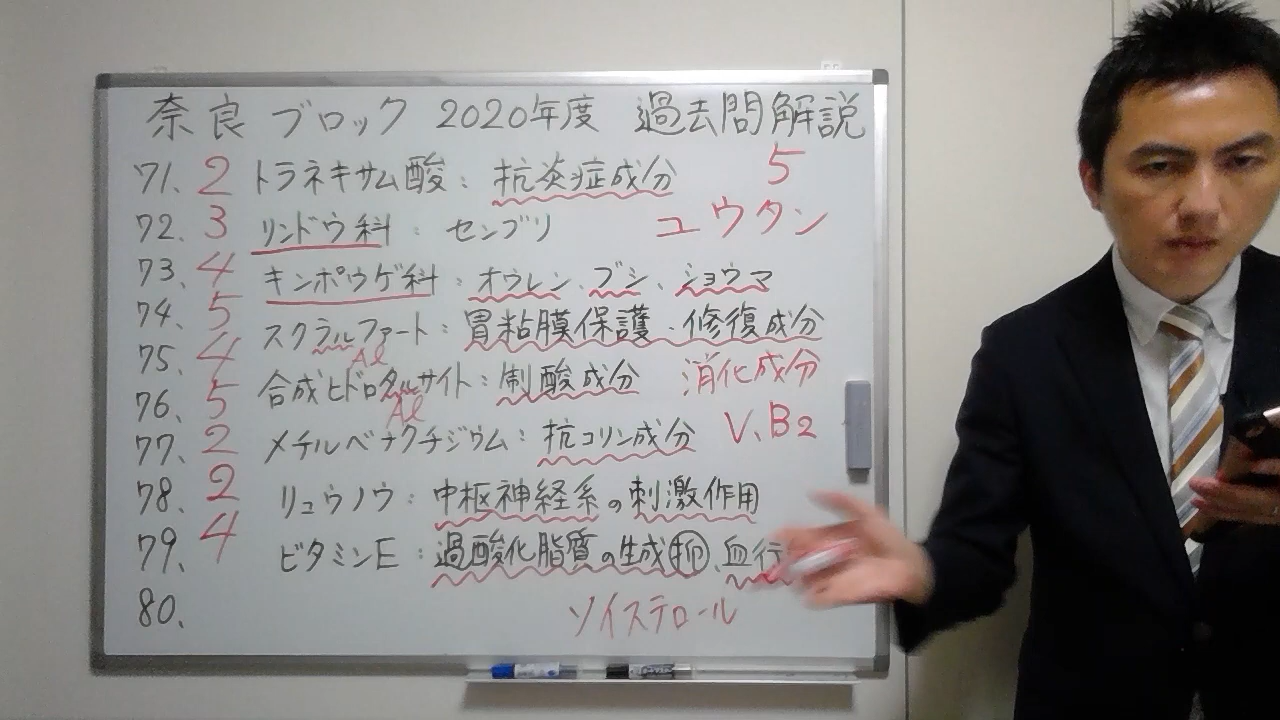 奈良ブロック 2020年度 過去問解説
71. 2 トラネキサム酸：抗炎症成分 5
72. 3 リンドウ科：センブリ ユウタン
73. 4 キンポウゲ科：オウレン、ブシ、ショウマ
74. 5 スクラルファート：胃粘膜保護・修復成分
Al
75. 4 合成ヒドロタルサイト：制酸成分 消化成分
Al
76. 5
77. 2 メチルベナクチジウム：抗コリン成分 V.B2
78. 2 リュウノウ：中枢神経系の刺激作用
79. 4 ビタミンE：過酸化脂質の生成抑、血行
80. ソイステロール